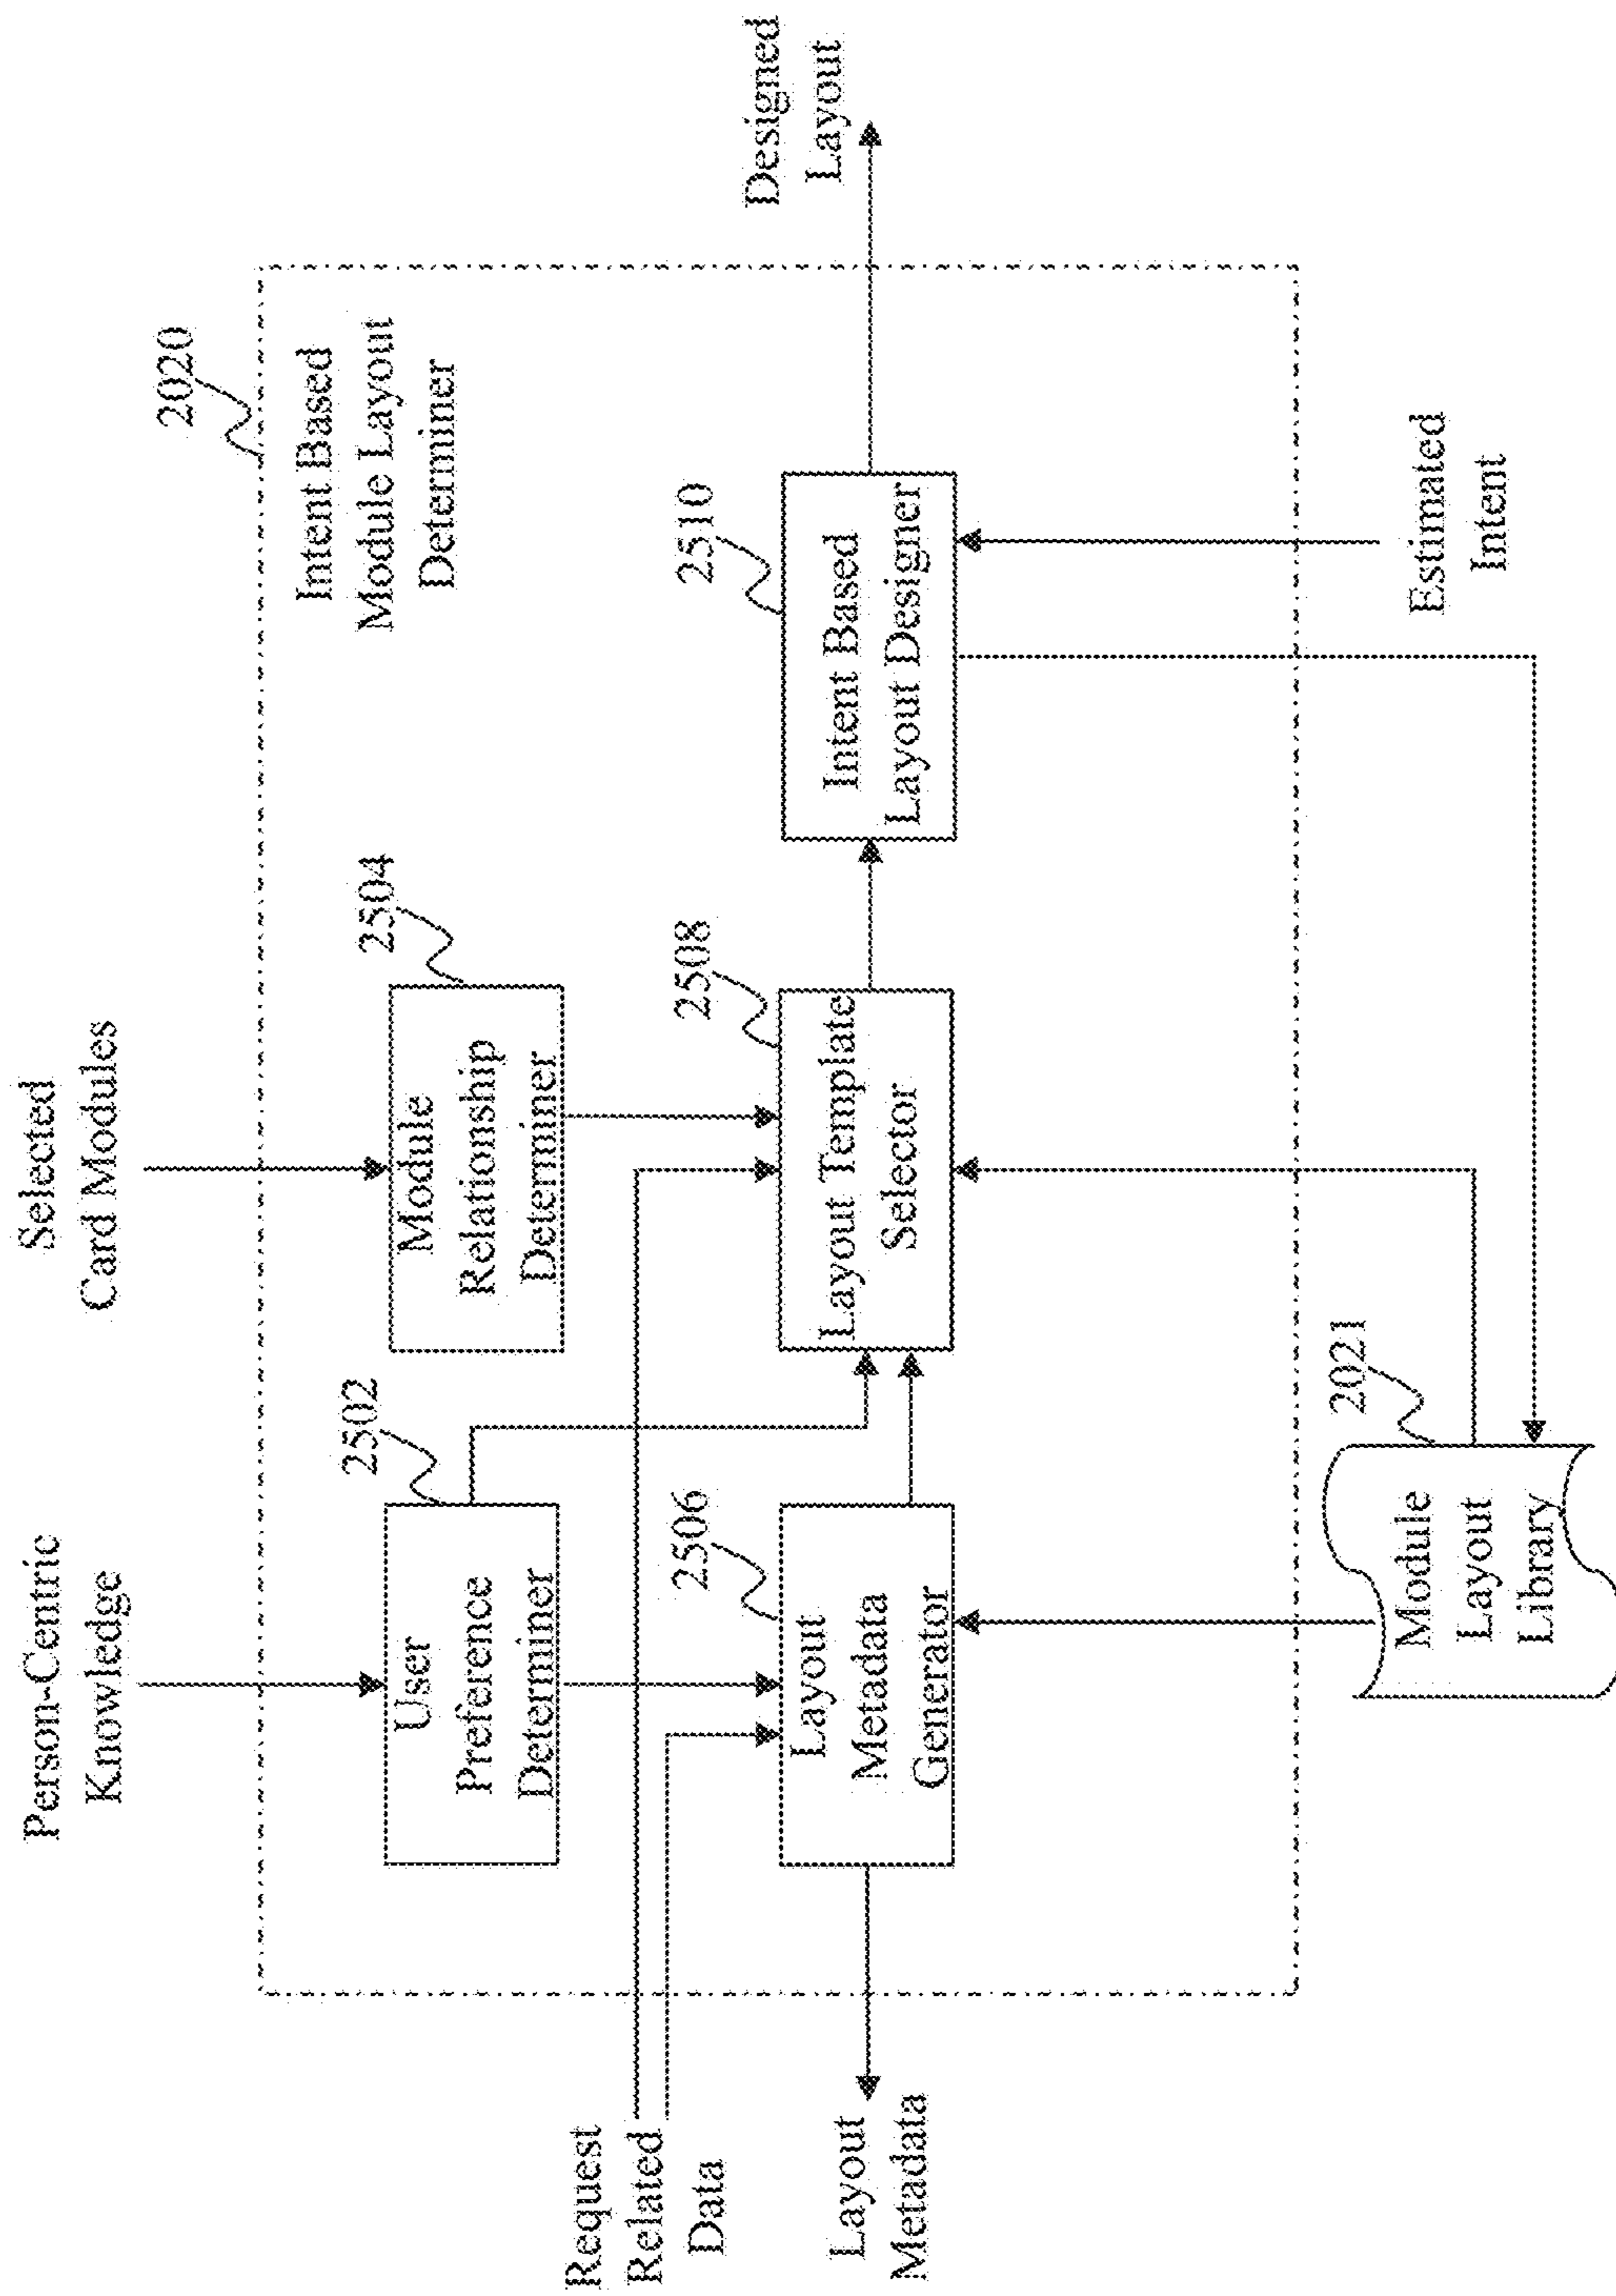 Person-Centric
Knowledge
Selected
Card Modules
2020
Intent Based
Module Layout
Determiner
2502
User
Preference
Determiner
2504
Module
Relationship
Determiner
Request
Related
Data
2506
Layout
Metadata
Generator
2508
Layout Template
Selector
2510
Intent Based
Layout Designer
Designed
Layout
Layout
Metadata
2021
Module
Layout
Library
Estimated
Intent